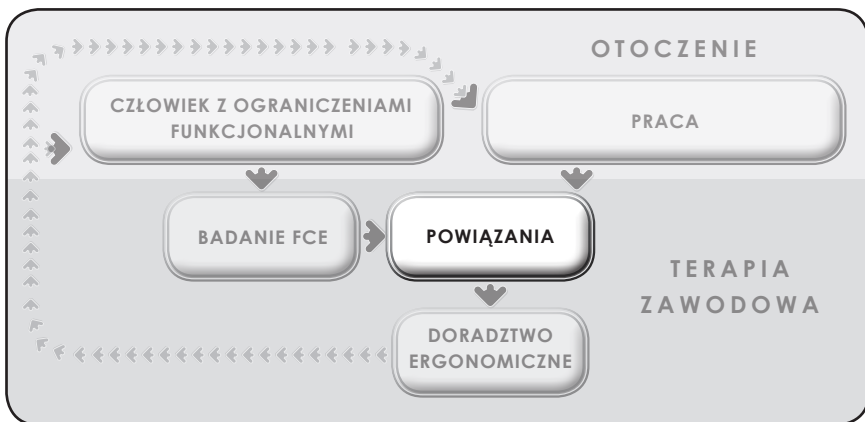 OTOCZENIE
CZŁOWIEK Z OGRANICZENIAMI
FUNKCJONALNYMI
PRACA
BADANIE FCE
POWIĄZANIA
TERAPIA
ZAWODOWA
DORADZTWO
ERGONOMICZNE